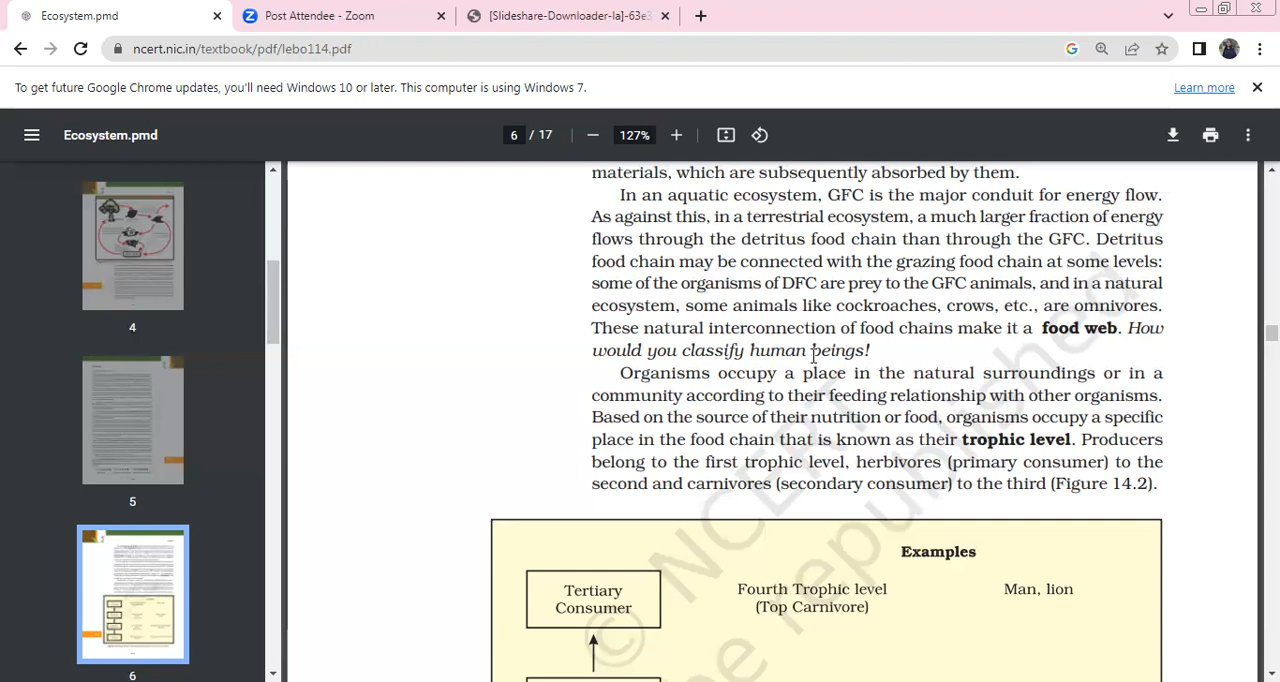 Ecosystem.pmd
Post Attendee - Zoom
[Slideshare-Downloader-la]-63e3
ncert.nic.in/textbook/pdf/lebo114.pdf
To get future Google Chrome updates, you'll need Windows 10 or later. This computer is using Windows 7.
Learn more
Ecosystem.pmd
6 / 17
127%
4
5
6
materials, which are subsequently absorbed by them.
In an aquatic ecosystem, GFC is the major conduit for energy flow.
As against this, in a terrestrial ecosystem, a much larger fraction of energy
flows through the detritus food chain than through the GFC. Detritus
food chain may be connected with the grazing food chain at some levels:
some of the organisms of DFC are prey to the GFC animals, and in a natural
ecosystem, some animals like cockroaches, crows, etc., are omnivores.
These natural interconnection of food chains make it a food web. How
would you classify human beings!
Organisms occupy a place in the natural surroundings or in a
community according to their feeding relationship with other organisms.
Based on the source of their nutrition or food, organisms occupy a specific
place in the food chain that is known as their trophic level. Producers
belong to the first trophic level, herbivores (primary consumer) to the
second and carnivores (secondary consumer) to the third (Figure 14.2).
Examples
Tertiary
Consumer
Fourth Trophic level
(Top Carnivore)
Man, lion
© NCERT
be republished